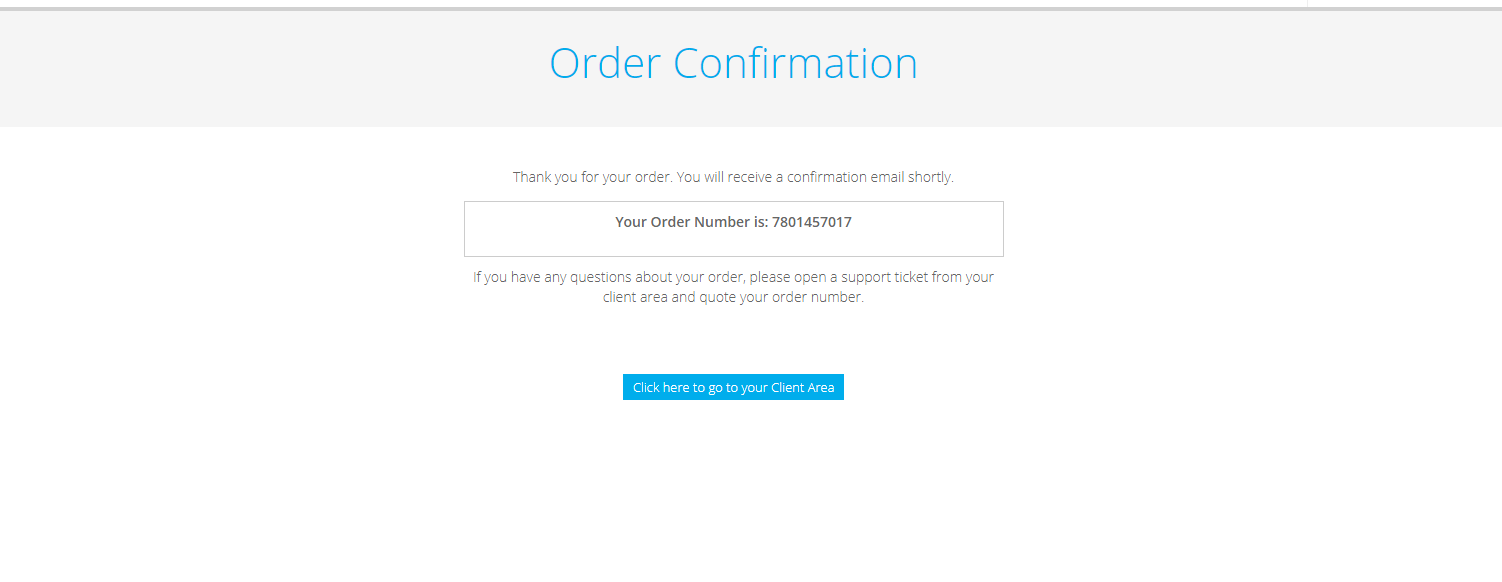 Order Confirmation
Thank you for your order. You will receive a confirmation email shortly.
Your Order Number is: 7801457017
If you have any questions about your order, please open a support ticket from your
client area and quote your order number.
Click here to go to your Client Area